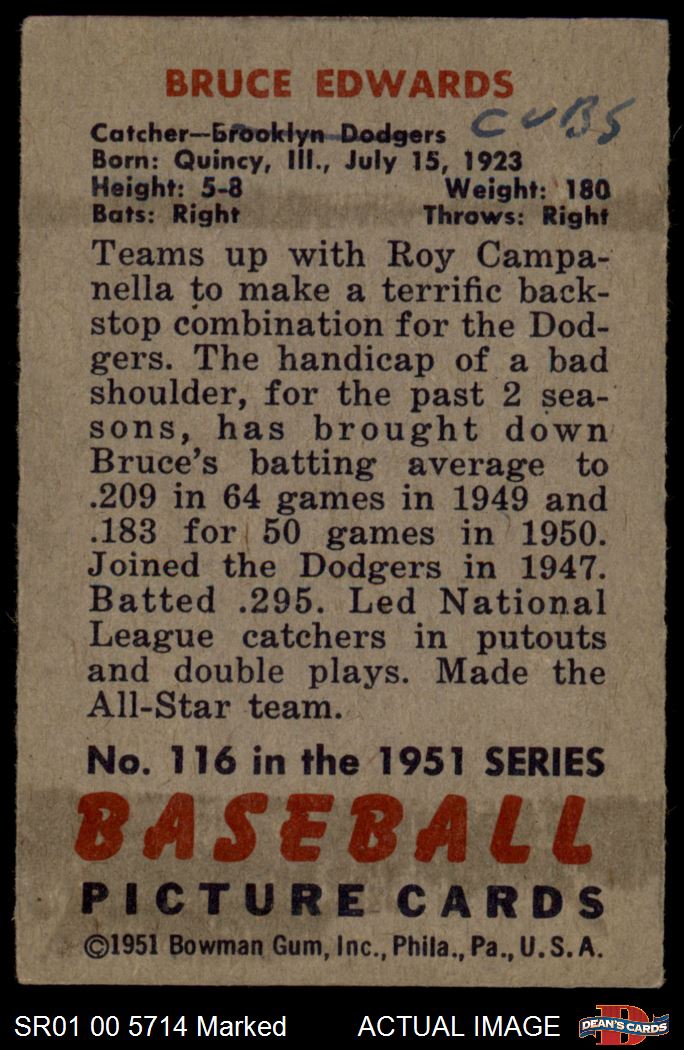 BRUCE EDWARDS
Catcher—Brooklyn Dodgers CUBS
Born: Quincy, Ill., July 15, 1923
Height: 5-8 Weight: 180
Bats: Right Throws: Right
Teams up with Roy Campa-
nella to make a terrific back-
stop combination for the Dod-
gers. The handicap of a bad
shoulder, for the past 2 sea-
sons, has brought down
Bruce's batting average to
.209 in 64 games in 1949 and
.183 for 50 games in 1950.
Joined the Dodgers in 1947.
Batted .295. Led National
League catchers in putouts
and double plays. Made the
All-Star team.
No. 116 in the 1951 SERIES
BASEBALL
PICTURE CARDS
©1951 Bowman Gum, Inc., Phila., Pa., U.S.A.
SR01 00 5714 Marked ACTUAL IMAGE DEAN'S CARDS